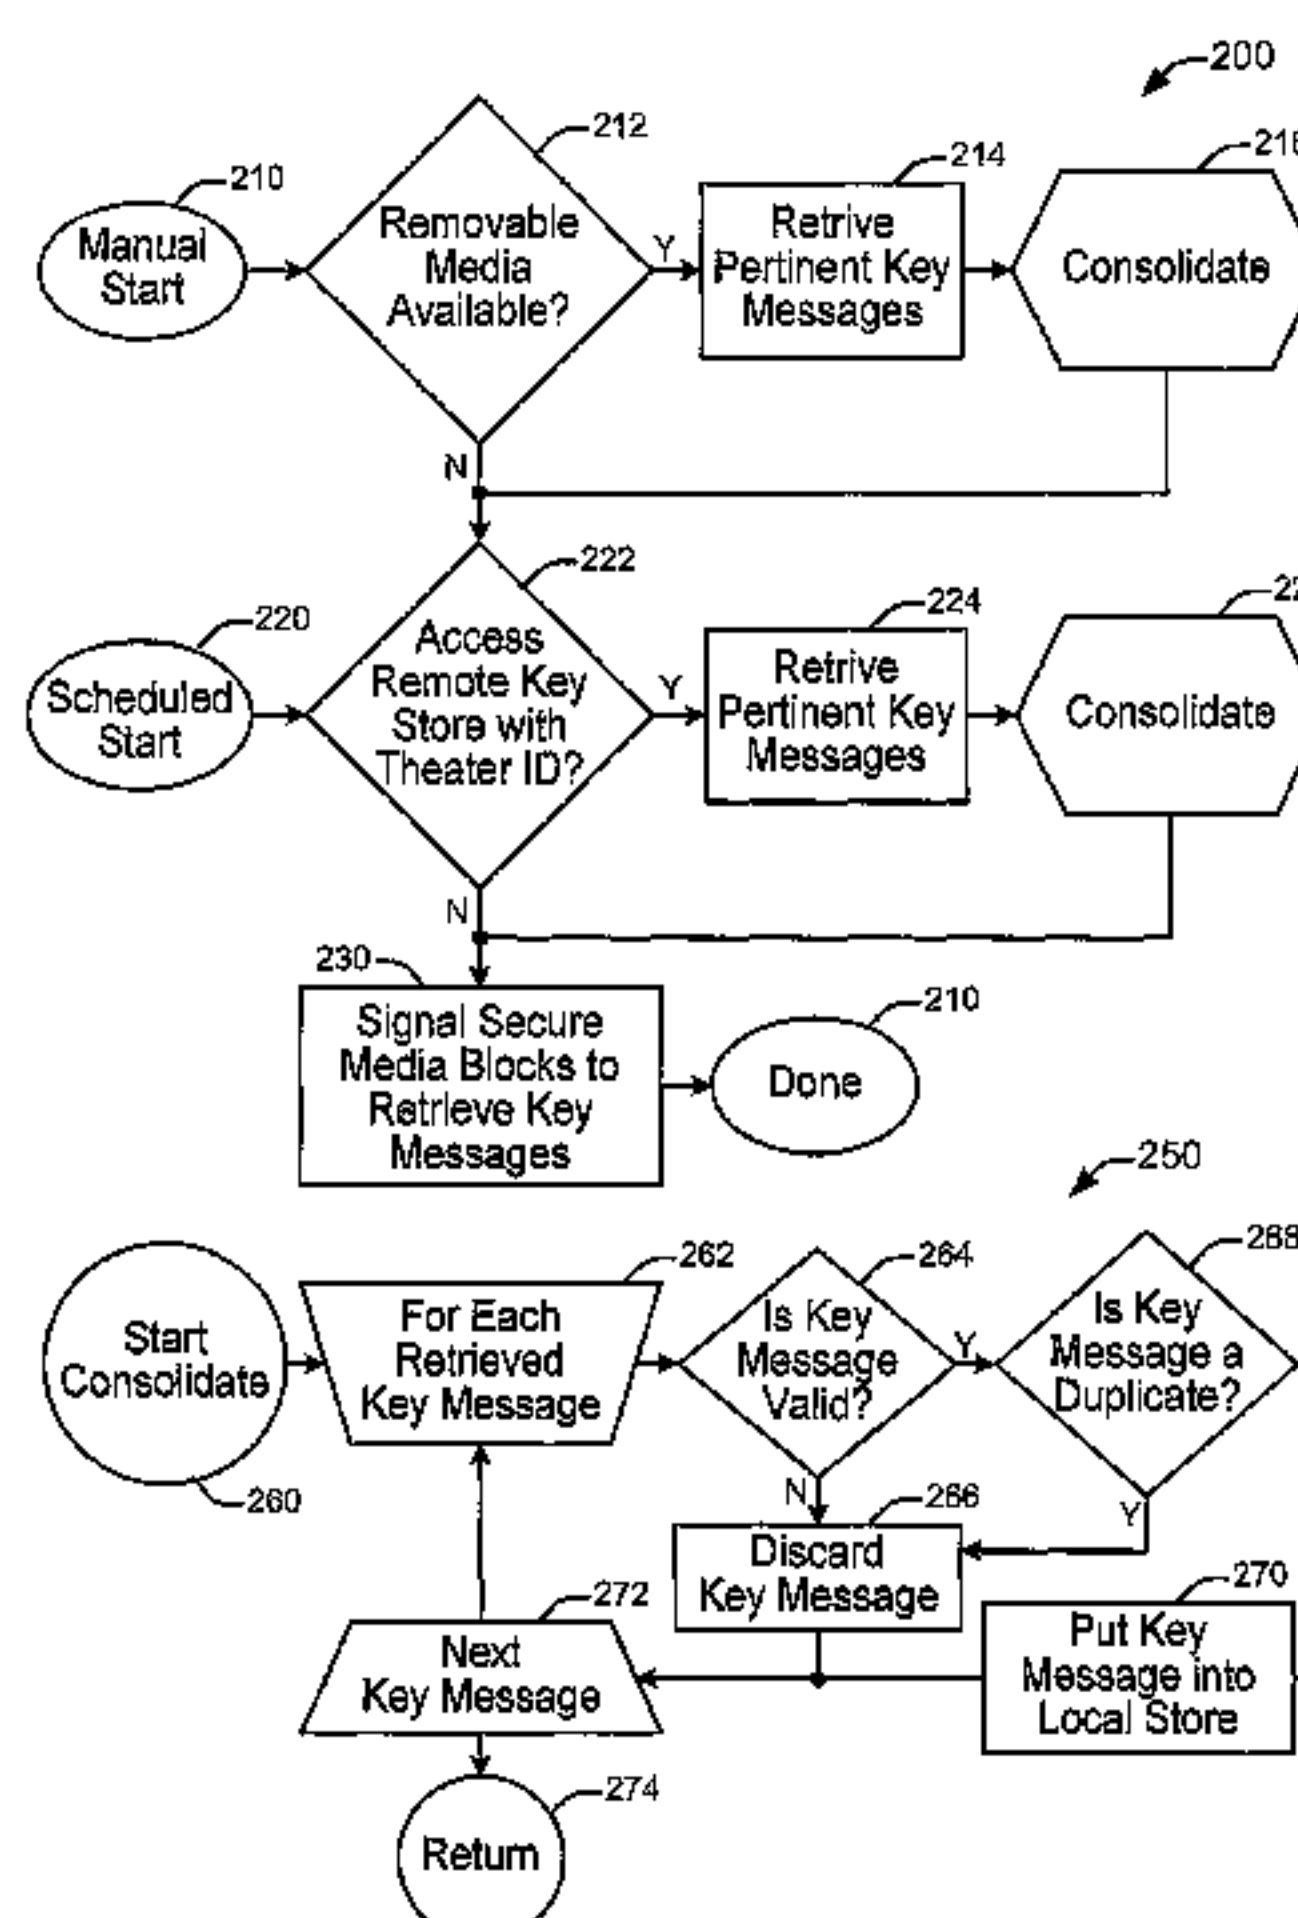 200
212
210
214
Manual
Start
Removable
Media
Available?
Y
Retrive
Pertinent Key
Messages
Consolidate
N
222
220
224
Scheduled
Start
Access
Remote Key
Store with
Theater ID?
Y
Retrive
Pertinent Key
Messages
Consolidate
N
230
210
Signal Secure
Media Blocks to
Retrieve Key
Messages
Done
250
262
264
268
Start
Consolidate
For Each
Retrieved
Key Message
Is Key
Message
Valid?
Y
Is Key
Message a
Duplicate?
260
N
266
Y
Discard
Key Message
272
270
Next
Key Message
Put Key
Message into
Local Store
274
Return